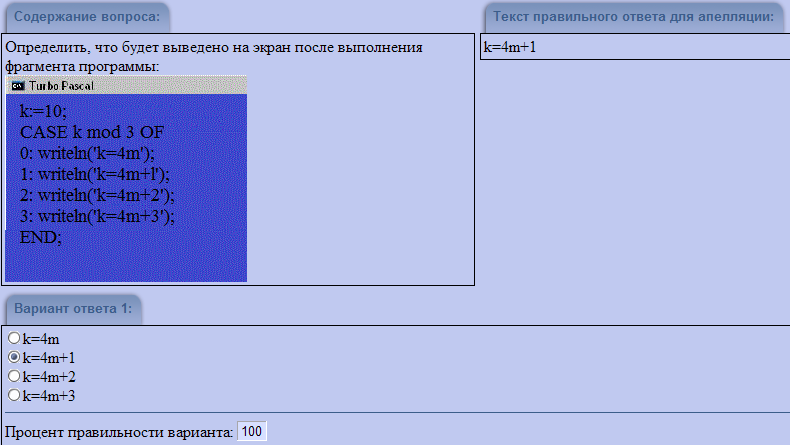 Содержание вопроса:
Текст правильного ответа для апелляции:
Определить, что будет выведено на экран после выполнения
фрагмента программы:
k=4m+1
Turbo Pascal
k:=10;
CASE k mod 3 OF
0: writeln('k=4m');
1: writeln('k=4m+l');
2: writeln('k=4m+2');
3: writeln('k=4m+3');
END;
Вариант ответа 1:
k=4m
k=4m+1
k=4m+2
k=4m+3
Процент правильности варианта: 100